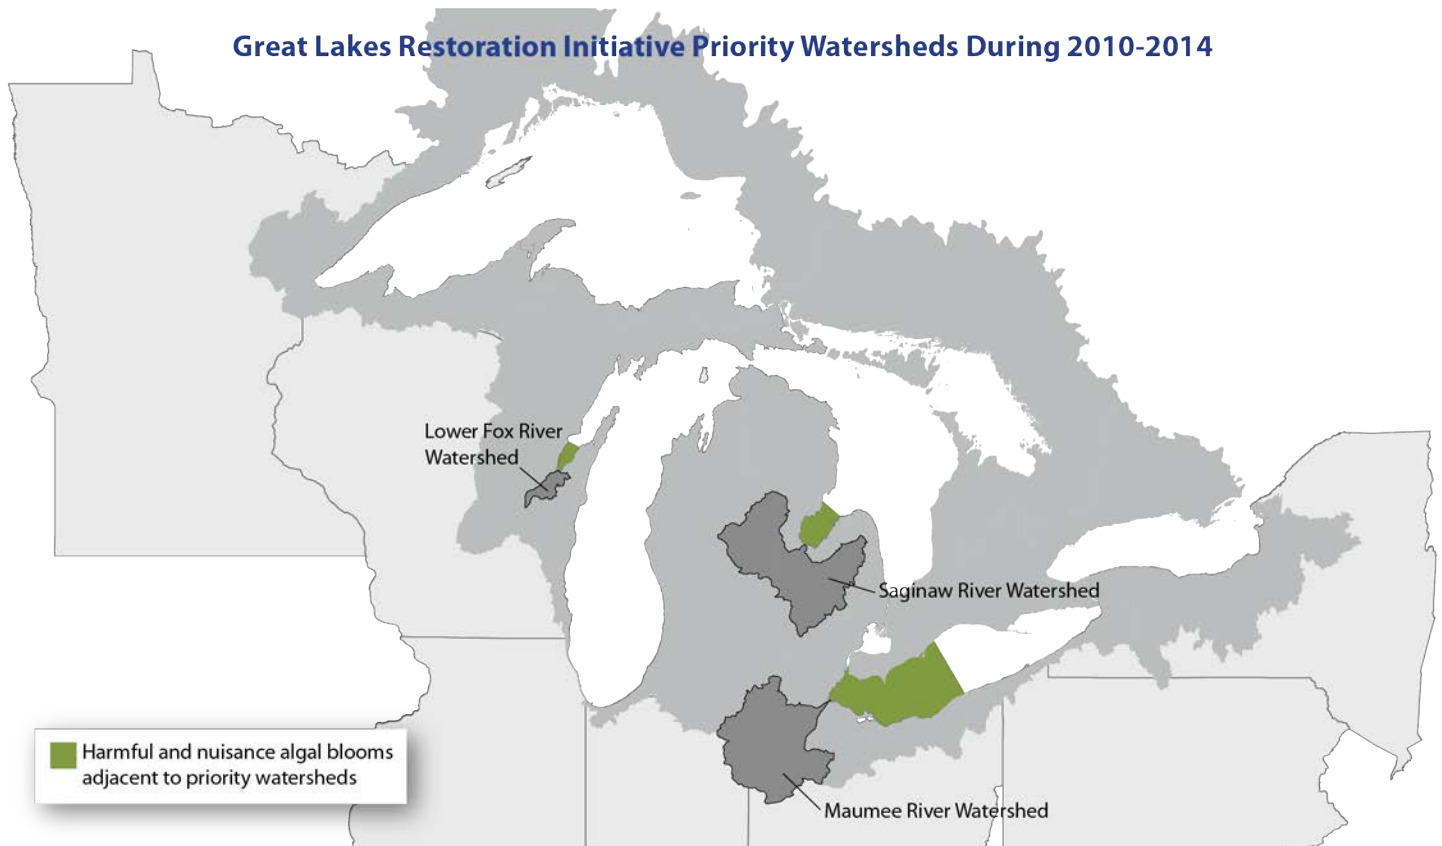 Great Lakes Restoration Initiative Priority Watersheds During 2010-2014
Lower Fox River
Watershed
Saginaw River Watershed
Maumee River Watershed
Harmful and nuisance algal blooms
adjacent to priority watersheds